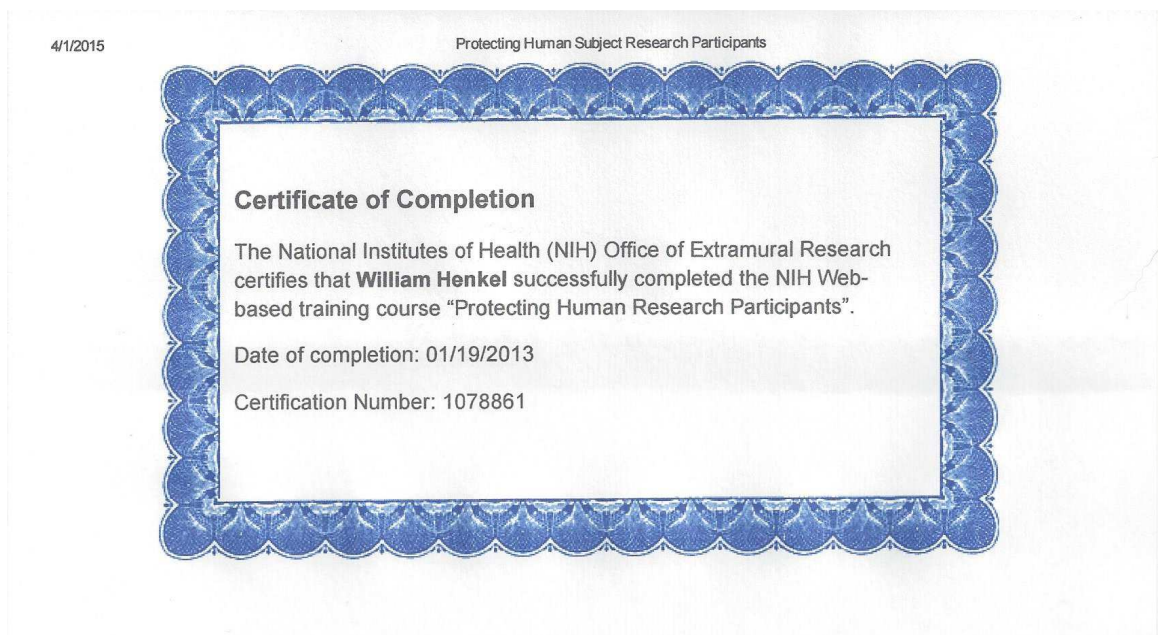 4/1/2015
Protecting Human Subject Research Participants
Certificate of Completion
The National Institutes of Health (NIH) Office of Extramural Research
certifies that William Henkel successfully completed the NIH Web-
based training course “Protecting Human Research Participants”.
Date of completion: 01/19/2013
Certification Number: 1078861